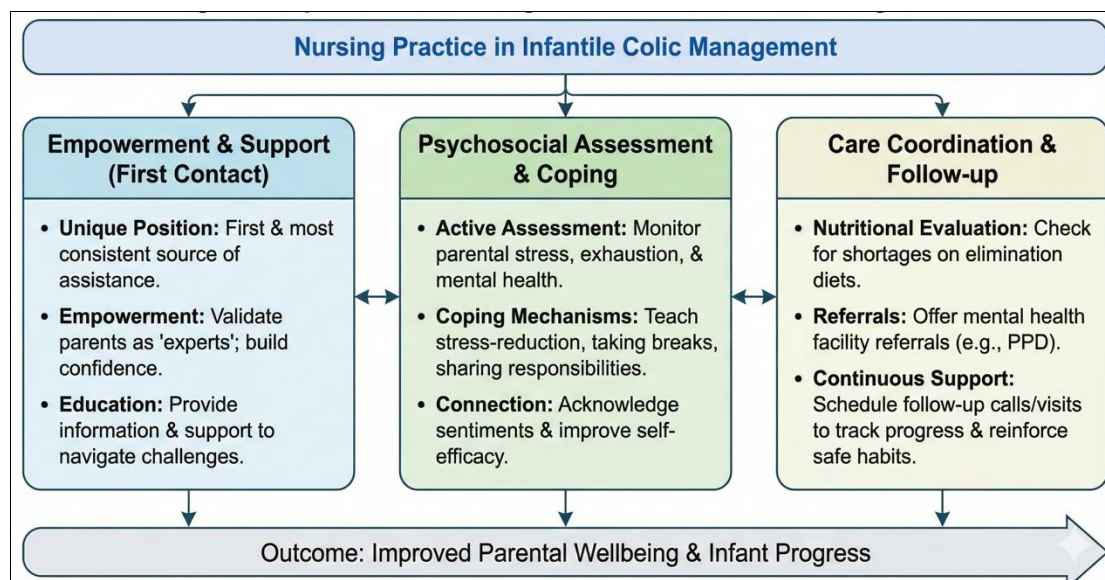 Nursing Practice in Infantile Colic Management
Empowerment & Support
(First Contact)
• Unique Position: First & most
consistent source of
assistance.
• Empowerment: Validate
parents as 'experts'; build
confidence.
• Education: Provide
information & support to
navigate challenges.
Psychosocial Assessment
& Coping
• Active Assessment: Monitor
parental stress, exhaustion, &
mental health.
• Coping Mechanisms: Teach
stress-reduction, taking breaks,
sharing responsibilities.
• Connection: Acknowledge
sentiments & improve self-
efficacy.
Care Coordination &
Follow-up
• Nutritional Evaluation: Check
for shortages on elimination
diets.
• Referrals: Offer mental health
facility referrals (e.g., PPD).
• Continuous Support:
Schedule follow-up calls/visits
to track progress & reinforce
safe habits.
Outcome: Improved Parental Wellbeing & Infant Progress